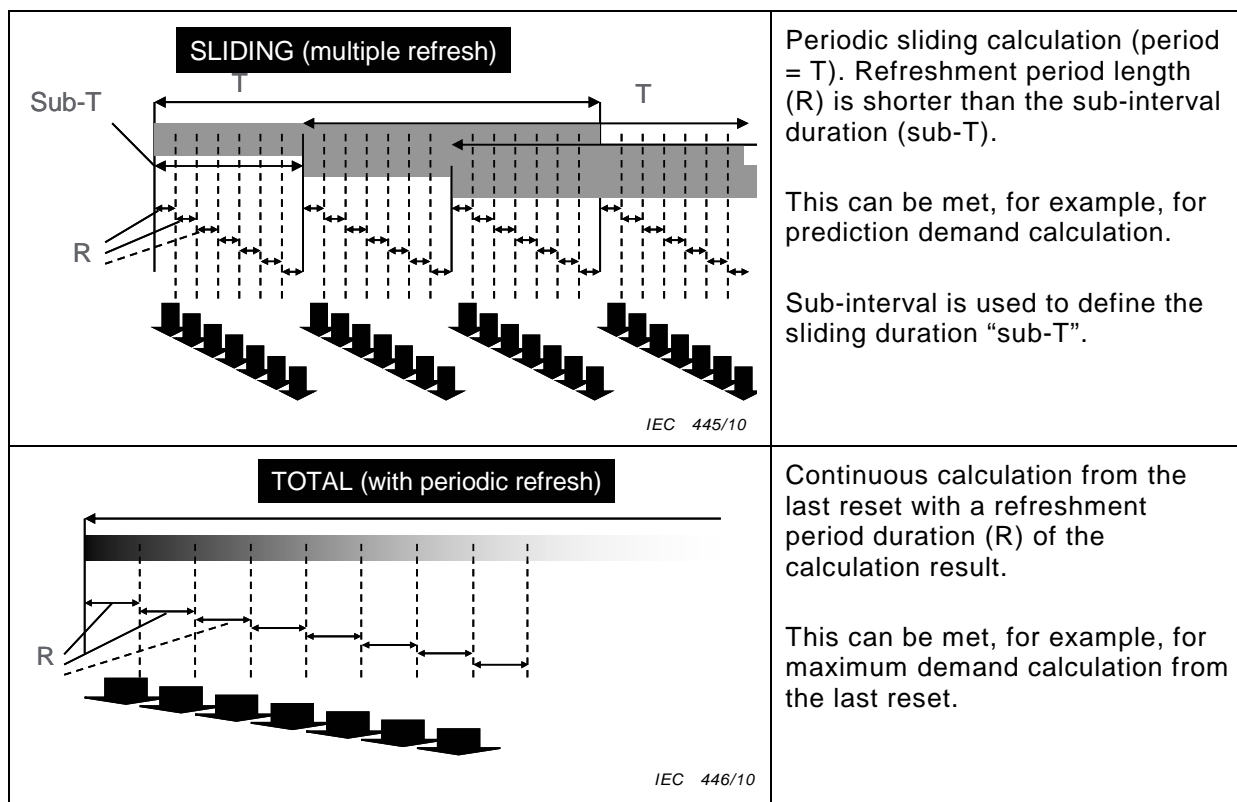 SLIDING (multiple refresh)
T
Sub-T
T
R
IEC 445/10
Periodic sliding calculation (period
= T). Refreshment period length
(R) is shorter than the sub-interval
duration (sub-T).
This can be met, for example, for
prediction demand calculation.
Sub-interval is used to define the
sliding duration “sub-T”.
TOTAL (with periodic refresh)
R
IEC 446/10
Continuous calculation from the
last reset with a refreshment
period duration (R) of the
calculation result.
This can be met, for example, for
maximum demand calculation from
the last reset.